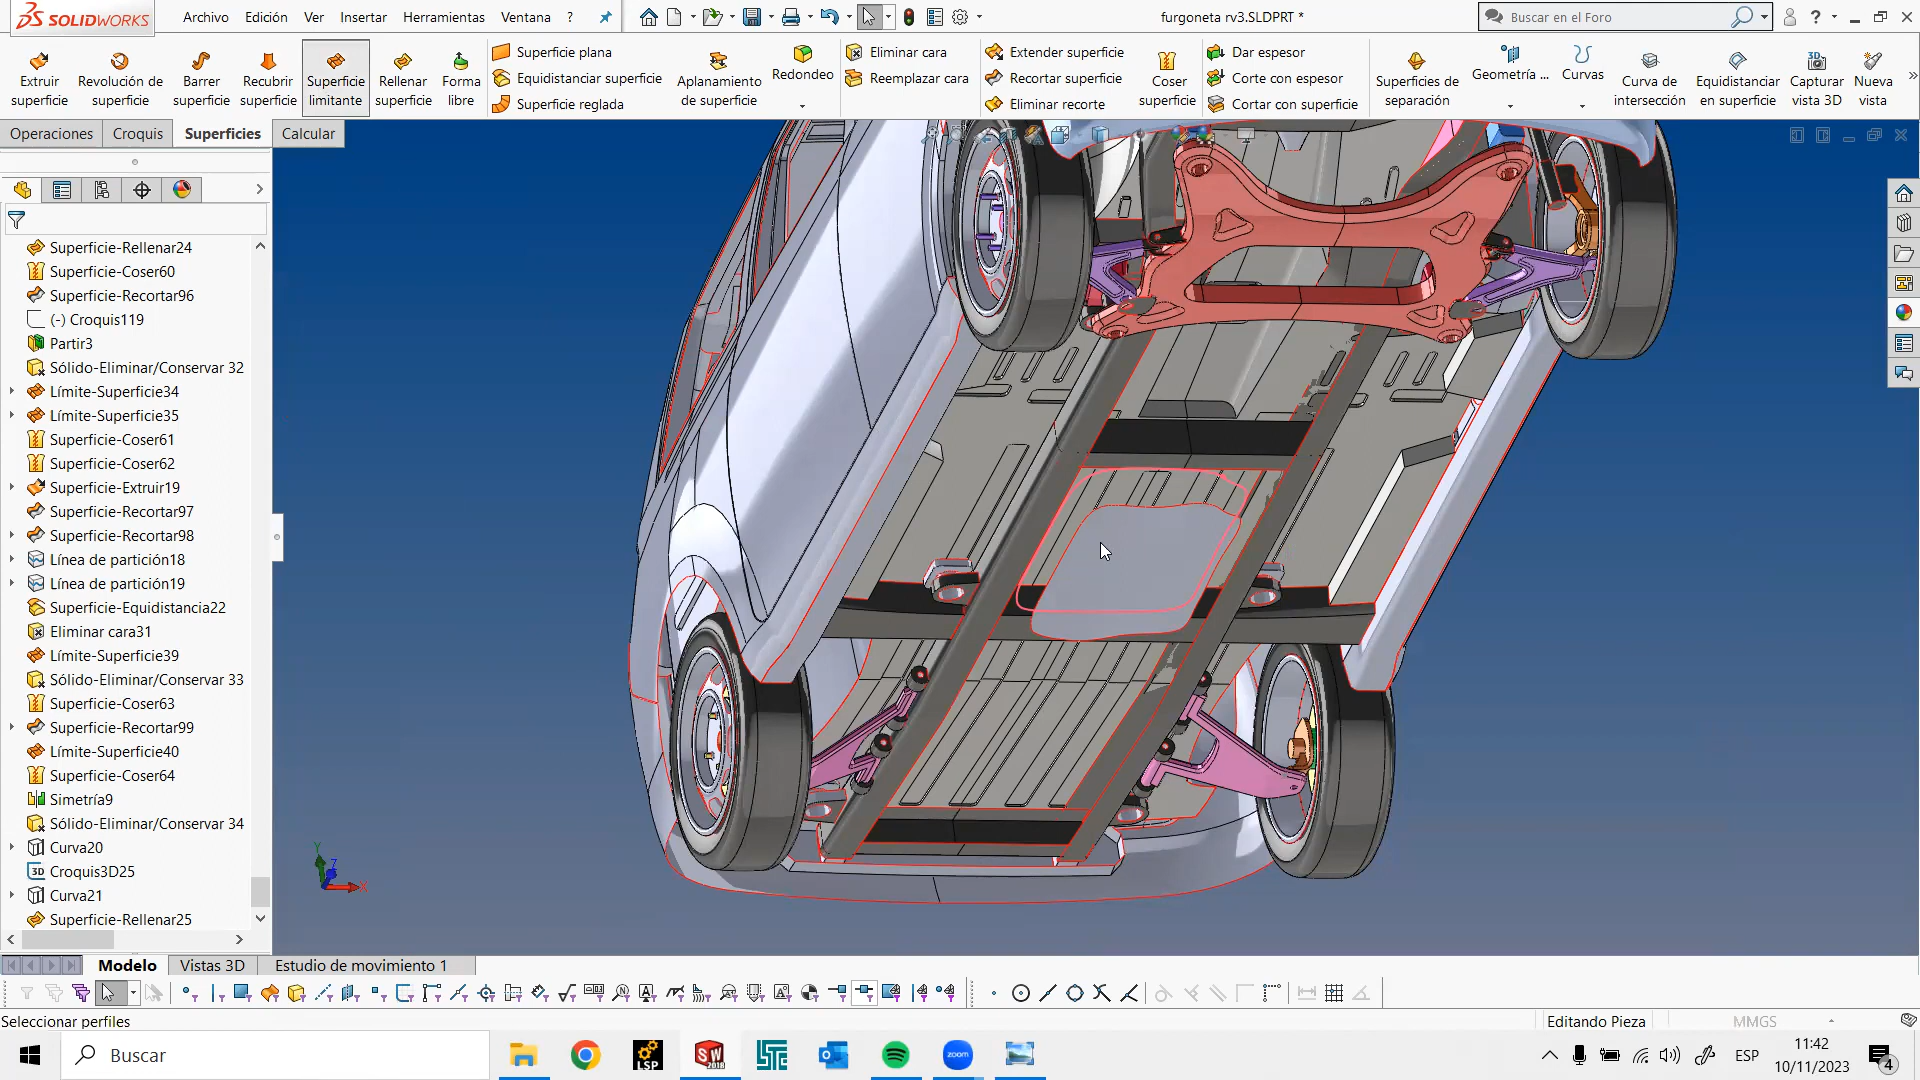 SOLIDWORKS
Archivo Edición Ver Insertar Herramientas Ventana ?
furgoneta rv3.SLDPRT *
Buscar en el Foro
Extruir superficie
Revolución de superficie
Barrer superficie
Recubrir superficie
Superficie limitante
Rellenar superficie
Forma libre
Superficie plana
Equidistanciar superficie
Superficie reglada
Aplanamiento de superficie
Redondeo
Eliminar cara
Reemplazar cara
Extender superficie
Recortar superficie
Eliminar recorte
Coser superficie
Dar espesor
Corte con espesor
Cortar con superficie
Superficies de separación
Geometría ...
Curvas
Curva de intersección
Equidistanciar en superficie
Capturar vista 3D
Nueva vista
Operaciones Croquis Superficies Calcular
Superficie-Rellenar24
Superficie-Coser60
Superficie-Recortar96
(-) Croquis119
Partir3
Sólido-Eliminar/Conservar 32
Límite-Superficie34
Límite-Superficie35
Superficie-Coser61
Superficie-Coser62
Superficie-Extruir19
Superficie-Recortar97
Superficie-Recortar98
Línea de partición18
Línea de partición19
Superficie-Equidistancia22
Eliminar cara31
Límite-Superficie39
Sólido-Eliminar/Conservar 33
Superficie-Coser63
Superficie-Recortar99
Límite-Superficie40
Superficie-Coser64
Simetría9
Sólido-Eliminar/Conservar 34
Curva20
3D Croquis3D25
Curva21
Superficie-Rellenar25
Y
Z
X
Modelo Vistas 3D Estudio de movimiento 1
Seleccionar perfiles
Editando Pieza
MMGS
Buscar
LSP
SW
2018
zoom
ESP
11:42
10/11/2023
4